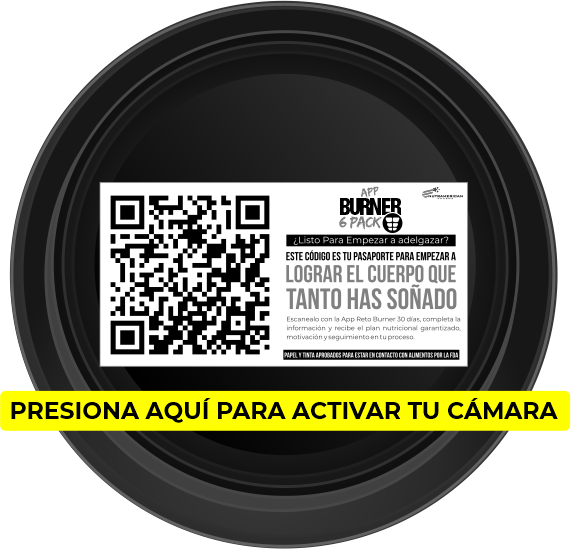 APP
BURNER
6 PACK
NUTRAMERICAN
¿Listo Para Empezar a adelgazar?
ESTE CÓDIGO ES TU PASAPORTE PARA EMPEZAR A
LOGRAR EL CUERPO QUE
TANTO HAS SOÑADO
Escanealo con la App Reto Burner 30 días, completa la
información y recibe el plan nutricional garantizado,
motivación y seguimiento en tu proceso.
PAPEL Y TINTA APROBADOS PARA ESTAR EN CONTACTO CON ALIMENTOS POR LA FDA
PRESIONA AQUÍ PARA ACTIVAR TU CÁMARA